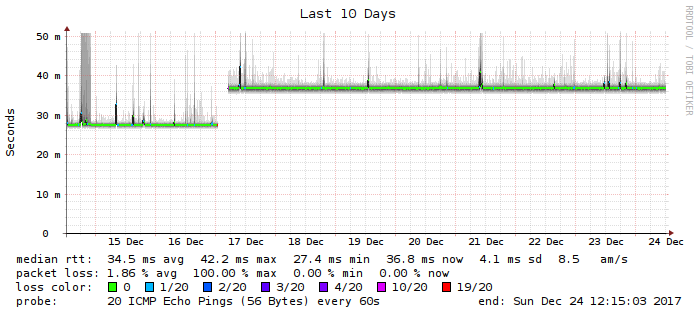 Last 10 Days
RRDTOOL / TOBI OETIKER
Seconds
50 m
40 m
30 m
20 m
10 m
0
15 Dec 16 Dec 17 Dec 18 Dec 19 Dec 20 Dec 21 Dec 22 Dec 23 Dec 24 Dec
median rtt: 34.5 ms avg 42.2 ms max 27.4 ms min 36.8 ms now 4.1 ms sd 8.5 am/s
packet loss: 1.86 % avg 100.00 % max 0.00 % min 0.00 % now
loss color: 0 1/20 2/20 3/20 4/20 10/20 19/20
probe: 20 ICMP Echo Pings (56 Bytes) every 60s end: Sun Dec 24 12:15:03 2017